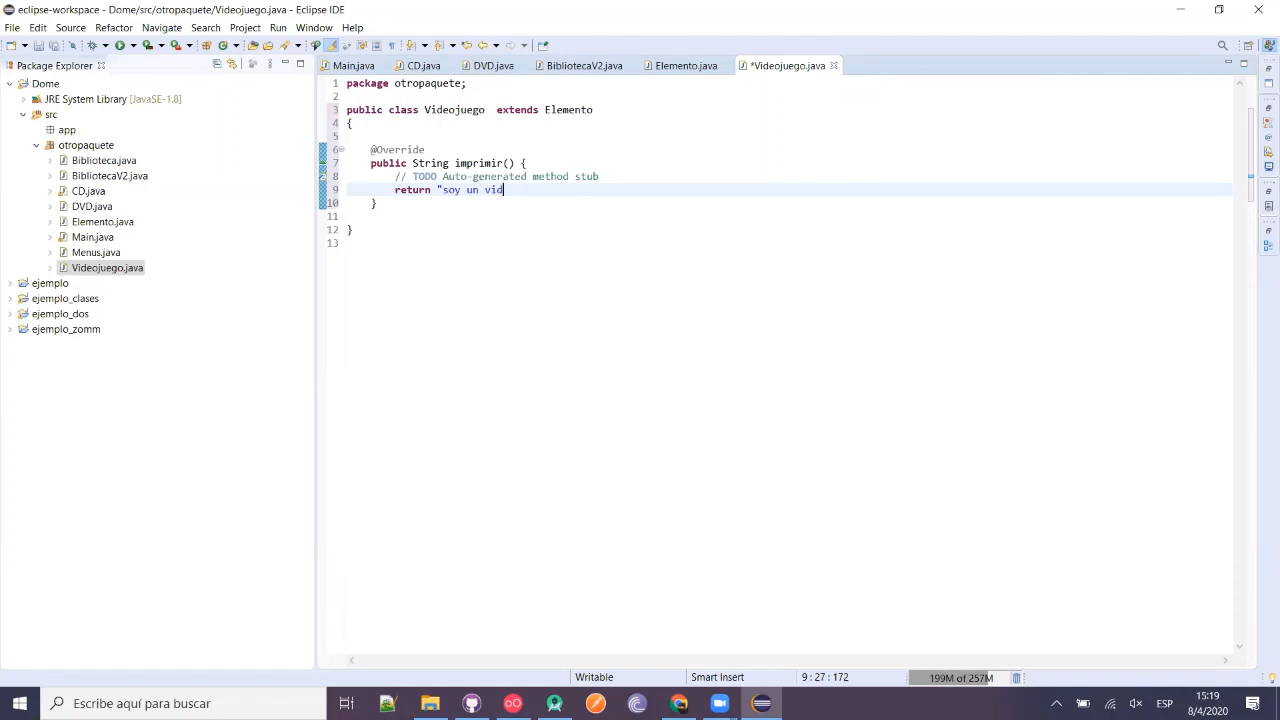 eclipse-workspace - Dome/src/otropaquete/Videojuego.java - Eclipse IDE
File Edit Source Refactor Navigate Search Project Run Window Help
Package Explorer
Main.java CD.java DVD.java BibliotecaV2.java Elemento.java *Videojuego.java
Dome
JRE System Library [JavaSE-1.8]
src
app
otropaquete
Biblioteca.java
BibliotecaV2.java
CD.java
DVD.java
Elemento.java
Main.java
Menus.java
Videojuego.java
ejemplo
ejemplo_clases
ejemplo_dos
ejemplo_zomm
1 package otropaquete;
2
3 public class Videojuego extends Elemento
4 {
5
6 @Override
7 public String imprimir() {
8 // TODO Auto-generated method stub
9 return "soy un vid
10 }
11
12 }
13
Writable Smart Insert 9 : 27 : 172 199M of 257M
Escribe aquí para buscar
ESP
15:19
8/4/2020